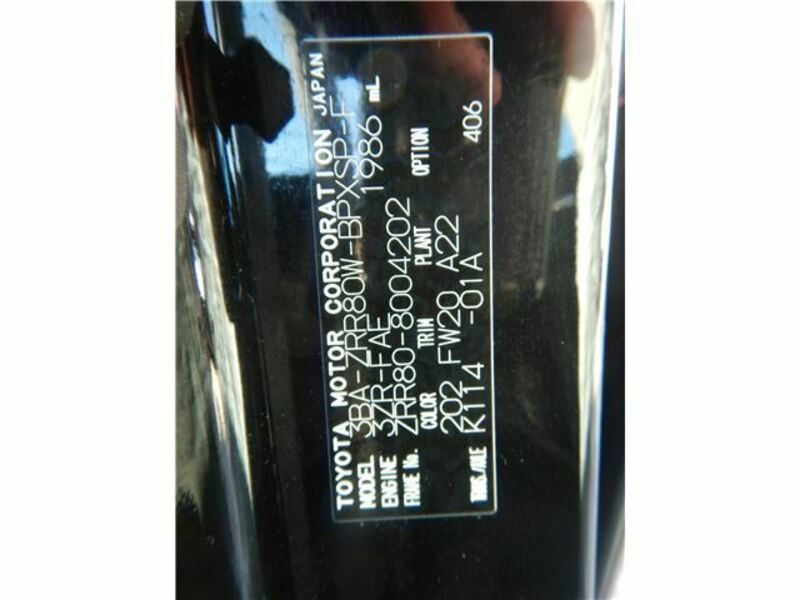 TOYOTA MOTOR CORPORATION JAPAN
MODEL 3BA-ZRR80W-BPXSP-F
ENGINE 3ZR-FAE 1986 mL
FRAME No. ZRR80-8004202
COLOR TRIM PLANT OPTION
202 FW20 A22 406
TRNS./AXLE K114 -01A